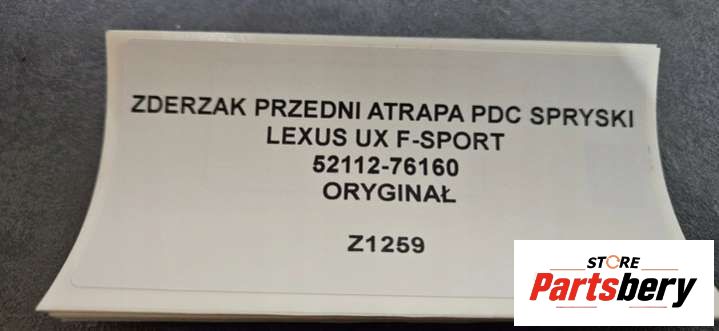 ZDERZAK PRZEDNI ATRAPA PDC SPRYSKI
LEXUS UX F-SPORT
52112-76160
ORYGINAŁ
Z1259
STORE
Partsbery